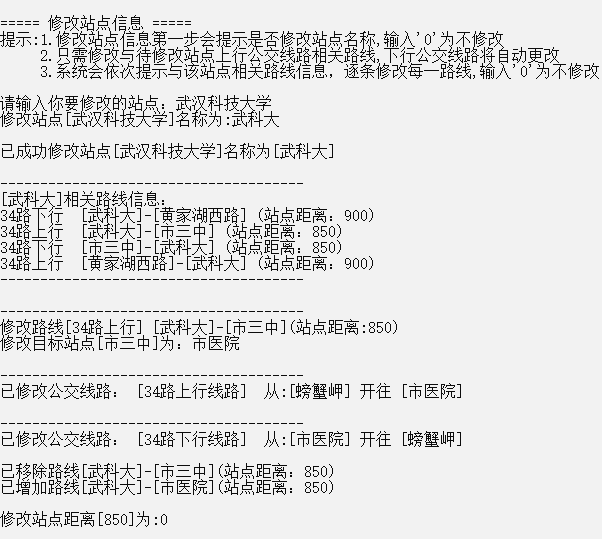 ===== 修改站点信息 =====
提示:1.修改站点信息第一步会提示是否修改站点名称,输入'0'为不修改
2.只需修改与待修改站点上行公交线路相关路线,下行公交线路将自动更改
3.系统会依次提示与该站点相关路线信息，逐条修改每一路线,输入'0'为不修改
请输入你要修改的站点：武汉科技大学
修改站点[武汉科技大学]名称为:武科大
已成功修改站点[武汉科技大学]名称为[武科大]
--------------------------------------
[武科大]相关路线信息：
34路下行  [武科大]-[黄家湖西路] (站点距离：900)
34路上行  [武科大]-[市三中] (站点距离：850)
34路下行  [市三中]-[武科大] (站点距离：850)
34路上行  [黄家湖西路]-[武科大] (站点距离：900)
--------------------------------------
--------------------------------------
修改路线[34路上行] [武科大]-[市三中](站点距离:850)
修改目标站点[市三中]为：市医院
--------------------------------------
已修改公交线路： [34路上行线路]  从:[螃蟹岬] 开往 [市医院]
--------------------------------------
已修改公交线路： [34路下行线路]  从:[市医院] 开往 [螃蟹岬]
已移除路线[武科大]-[市三中](站点距离：850)
已增加路线[武科大]-[市医院](站点距离：850)
修改站点距离[850]为:0